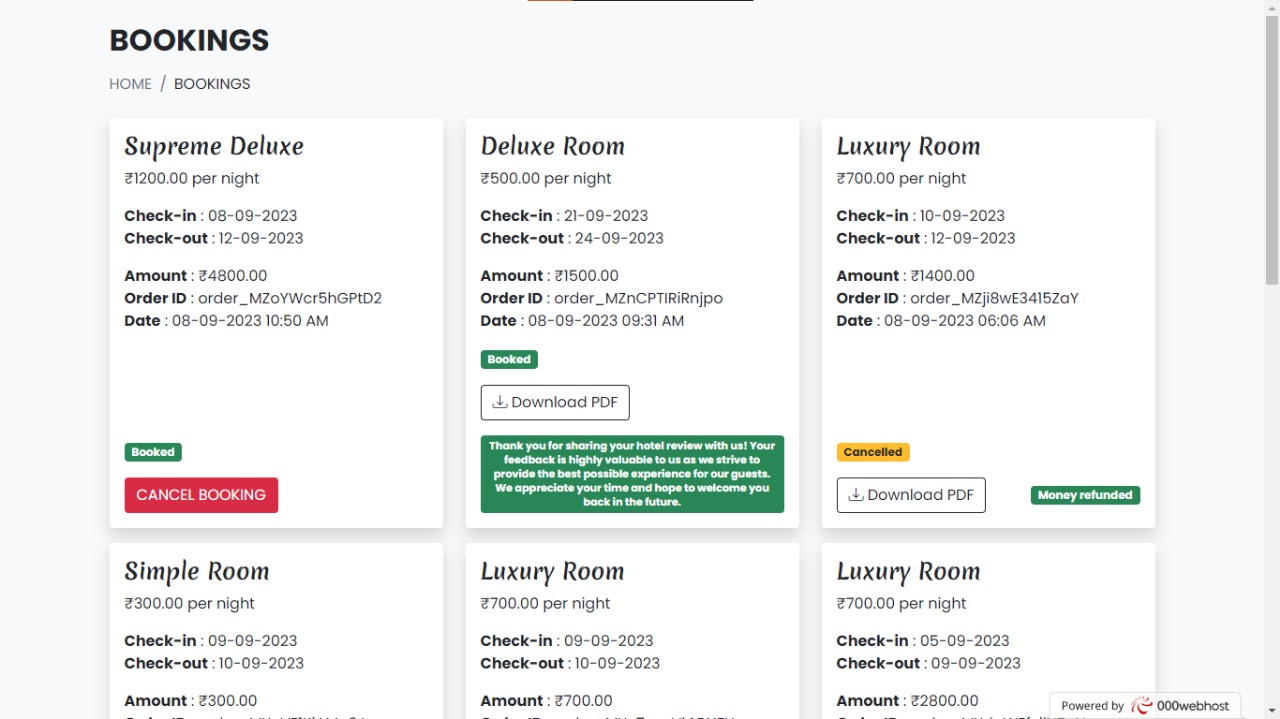 BOOKINGS
HOME / BOOKINGS
Supreme Deluxe
₹1200.00 per night
Check-in : 08-09-2023
Check-out : 12-09-2023
Amount : ₹4800.00
Order ID : order_MZoYWcr5hGPtD2
Date : 08-09-2023 10:50 AM
Booked
CANCEL BOOKING
Deluxe Room
₹500.00 per night
Check-in : 21-09-2023
Check-out : 24-09-2023
Amount : ₹1500.00
Order ID : order_MZnCPTIRiRnjpo
Date : 08-09-2023 09:31 AM
Booked
Download PDF
Thank you for sharing your hotel review with us! Your
feedback is highly valuable to us as we strive to
provide the best possible experience for our guests.
We appreciate your time and hope to welcome you
back in the future.
Luxury Room
₹700.00 per night
Check-in : 10-09-2023
Check-out : 12-09-2023
Amount : ₹1400.00
Order ID : order_MZji8wE3415ZaY
Date : 08-09-2023 06:06 AM
Cancelled
Download PDF
Money refunded
Simple Room
₹300.00 per night
Check-in : 09-09-2023
Check-out : 10-09-2023
Amount : ₹300.00
Luxury Room
₹700.00 per night
Check-in : 09-09-2023
Check-out : 10-09-2023
Amount : ₹700.00
Luxury Room
₹700.00 per night
Check-in : 05-09-2023
Check-out : 09-09-2023
Amount : ₹2800.00
Powered by 000webhost